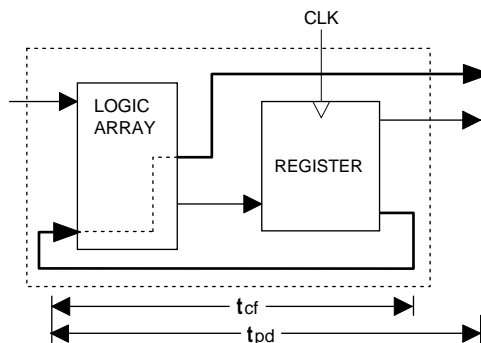 CLK
LOGIC
ARRAY
REGISTER
tcf
tpd